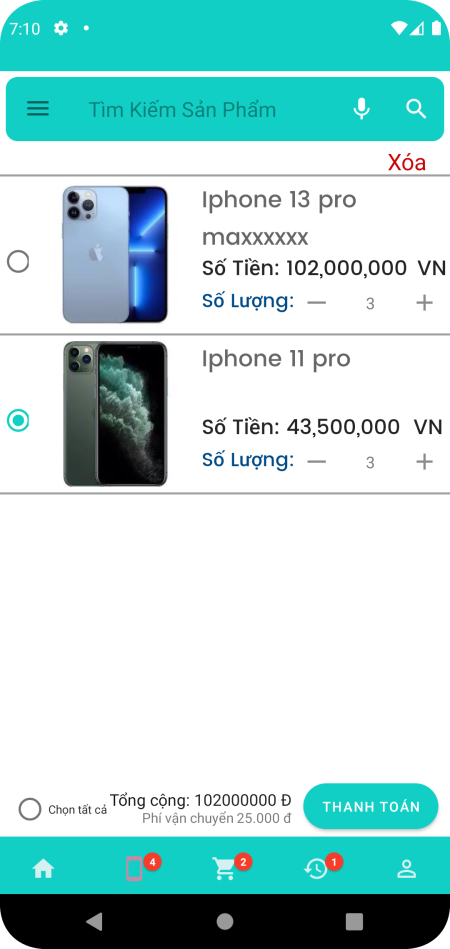 7:10
Tìm Kiếm Sản Phẩm
Xóa
Iphone 13 pro
maxxxxxx
Số Tiền: 102,000,000 VN
Số Lượng: 3
Iphone 11 pro
Số Tiền: 43,500,000 VN
Số Lượng: 3
Chọn tất cả
Tổng cộng: 102000000 Đ
Phí vận chuyển 25.000 đ
THANH TOÁN
4
2
1